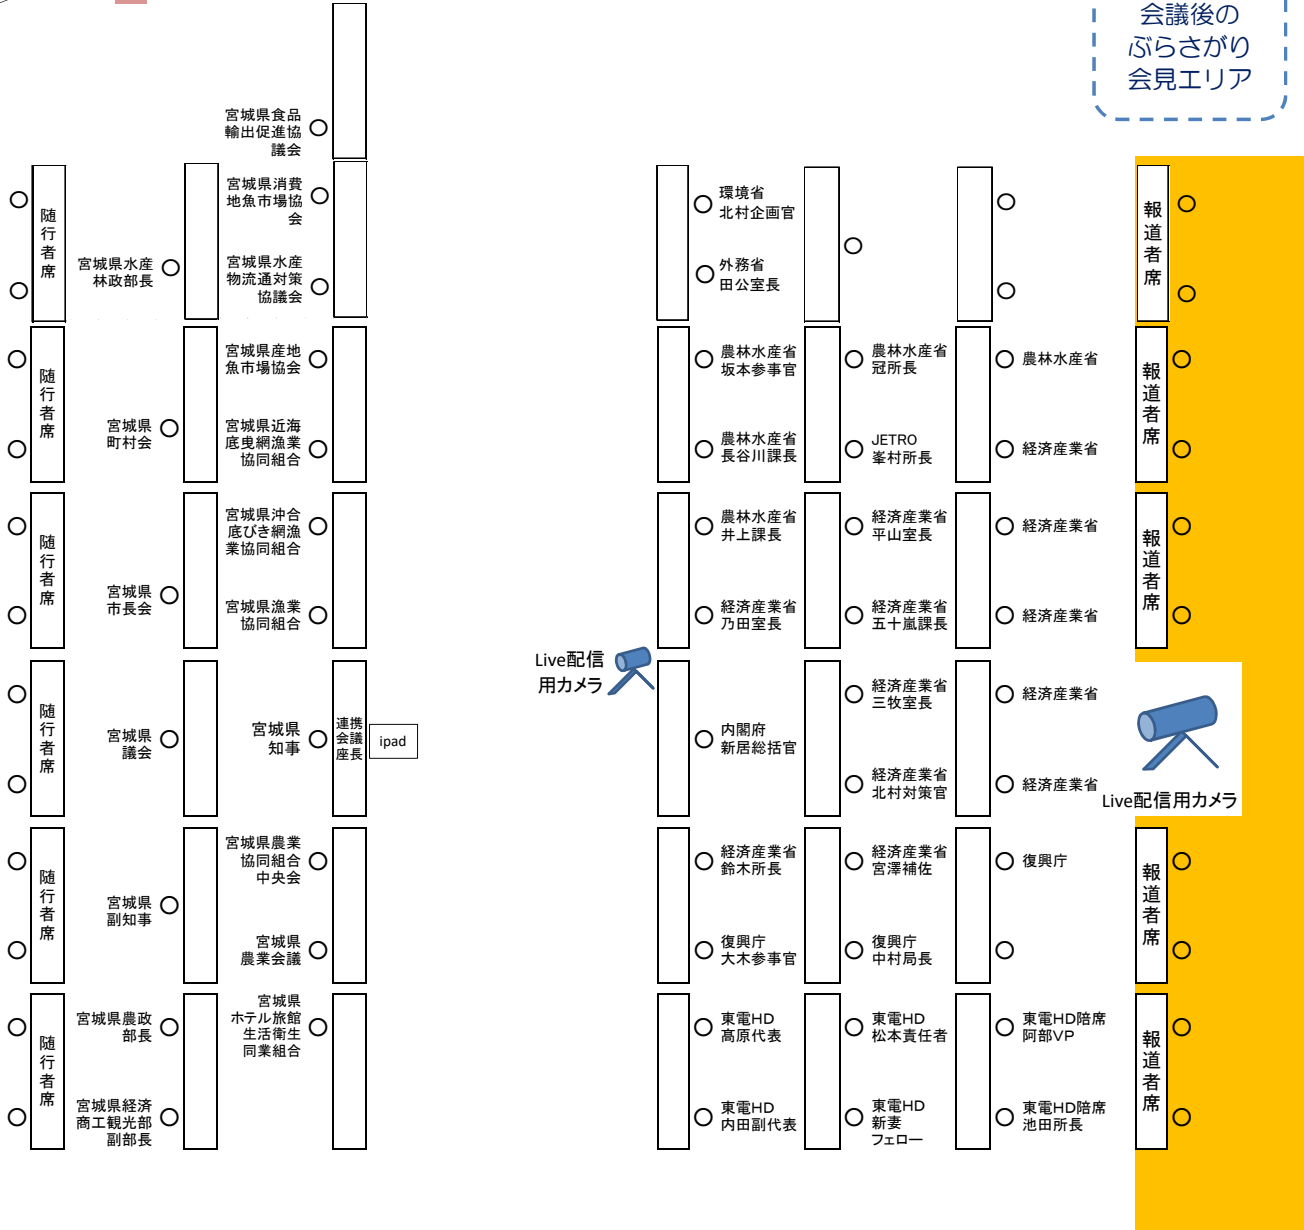 会議後の
ぶらさがり
会見エリア
宮城県食品
輸出促進協
議会
随行者席
宮城県水産
林政部長
宮城県消費
地魚市場協
会
宮城県水産
物流通対策
協議会
環境省
北村企画官
外務省
田公室長
報道者席
随行者席
宮城県
町村会
宮城県産地
魚市場協会
宮城県近海
底曳網漁業
協同組合
農林水産省
坂本参事官
農林水産省
長谷川課長
農林水産省
冠所長
JETRO
峯村所長
農林水産省
経済産業省
報道者席
随行者席
宮城県
市長会
宮城県沖合
底びき網漁
業協同組合
宮城県漁業
協同組合
農林水産省
井上課長
経済産業省
乃田室長
経済産業省
平山室長
経済産業省
五十嵐課長
経済産業省
経済産業省
報道者席
随行者席
宮城県
議会
宮城県
知事
連携
会議
座長
ipad
Live配信
用カメラ
内閣府
新居総括官
経済産業省
三牧室長
経済産業省
北村対策官
経済産業省
経済産業省
Live配信用カメラ
随行者席
宮城県
副知事
宮城県農業
協同組合
中央会
宮城県
農業会議
経済産業省
鈴木所長
復興庁
大木参事官
経済産業省
宮澤補佐
復興庁
中村局長
復興庁
報道者席
随行者席
宮城県農政
部長
宮城県経済
商工観光部
副部長
宮城県
ホテル旅館
生活衛生
同業組合
東電HD
髙原代表
東電HD
内田副代表
東電HD
松本責任者
東電HD
新妻
フェロー
東電HD陪席
阿部VP
東電HD陪席
池田所長
報道者席